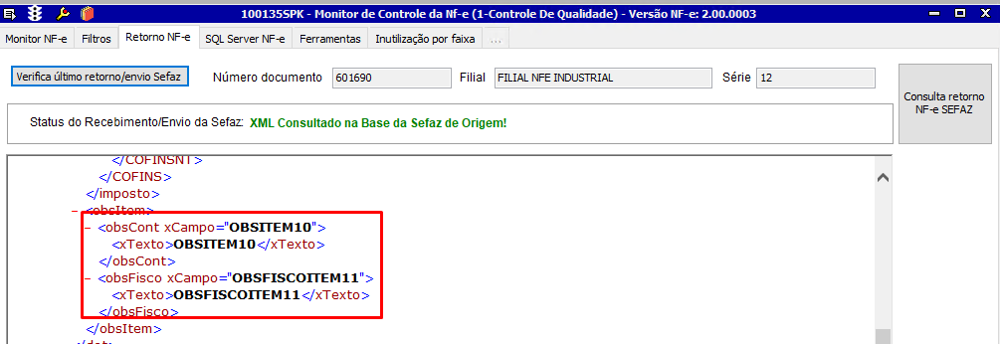 100135SPK - Monitor de Controle da Nf-e (1-Controle De Qualidade) - Versão NF-e: 2.00.0003
Monitor NF-e Filtros Retorno NF-e SQL Server NF-e Ferramentas Inutilização por faixa ...
Verifica último retorno/envio Sefaz Número documento 601690 Filial FILIAL NFE INDUSTRIAL Série 12
Consulta retorno
NF-e SEFAZ
Status do Recebimento/Envio da Sefaz: XML Consultado na Base da Sefaz de Origem!
</COFINSNT>
</COFINS>
</imposto>
- <obsItem>
- <obsCont xCampo="OBSITEM10">
<xTexto>OBSITEM10</xTexto>
</obsCont>
- <obsFisco xCampo="OBSFISCOITEM11">
<xTexto>OBSFISCOITEM11</xTexto>
</obsFisco>
</obsItem>
</det>